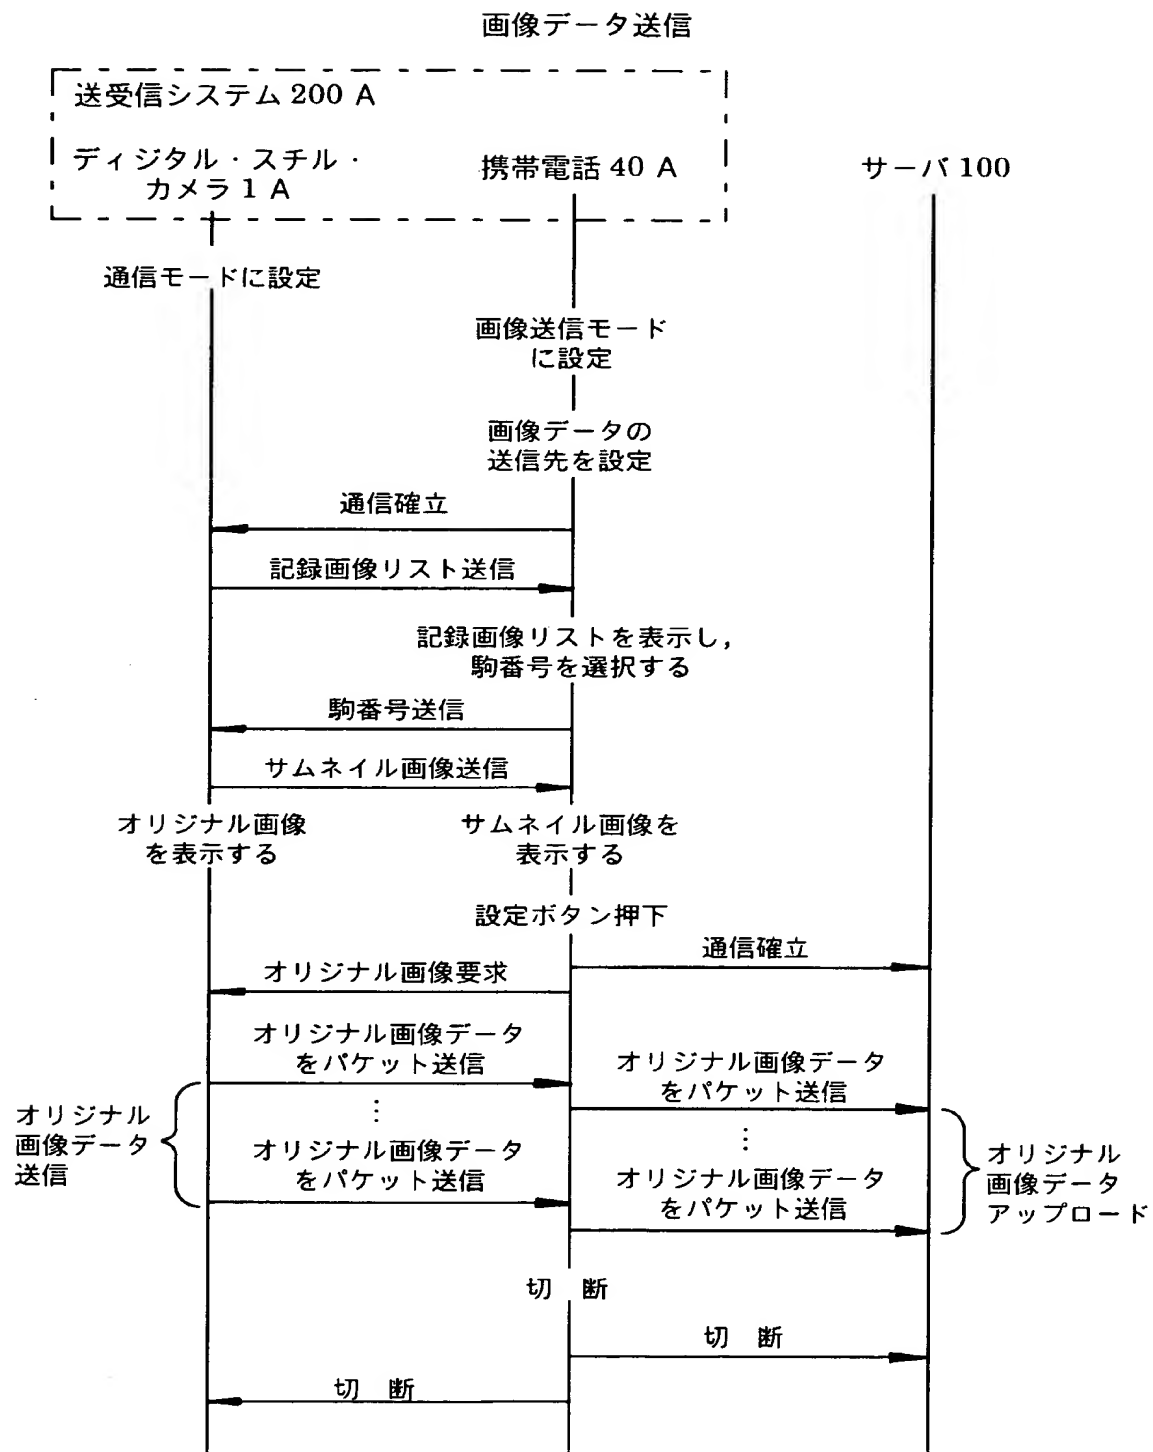 画像データ送信
送受信システム 200 A
ディジタル・スチル・
カメラ 1 A
携帯電話 40 A
サーバ 100
通信モードに設定
画像送信モード
に設定
画像データの
送信先を設定
通信確立
記録画像リスト送信
記録画像リストを表示し，
駒番号を選択する
駒番号送信
サムネイル画像送信
オリジナル画像
を表示する
サムネイル画像を
表示する
設定ボタン押下
通信確立
オリジナル画像要求
オリジナル画像データ
をパケット送信
オリジナル画像データ
をパケット送信
オリジナル
画像データ
送信
⋮
⋮
オリジナル画像データ
をパケット送信
オリジナル画像データ
をパケット送信
オリジナル
画像データ
アップロード
切 断
切 断
切 断